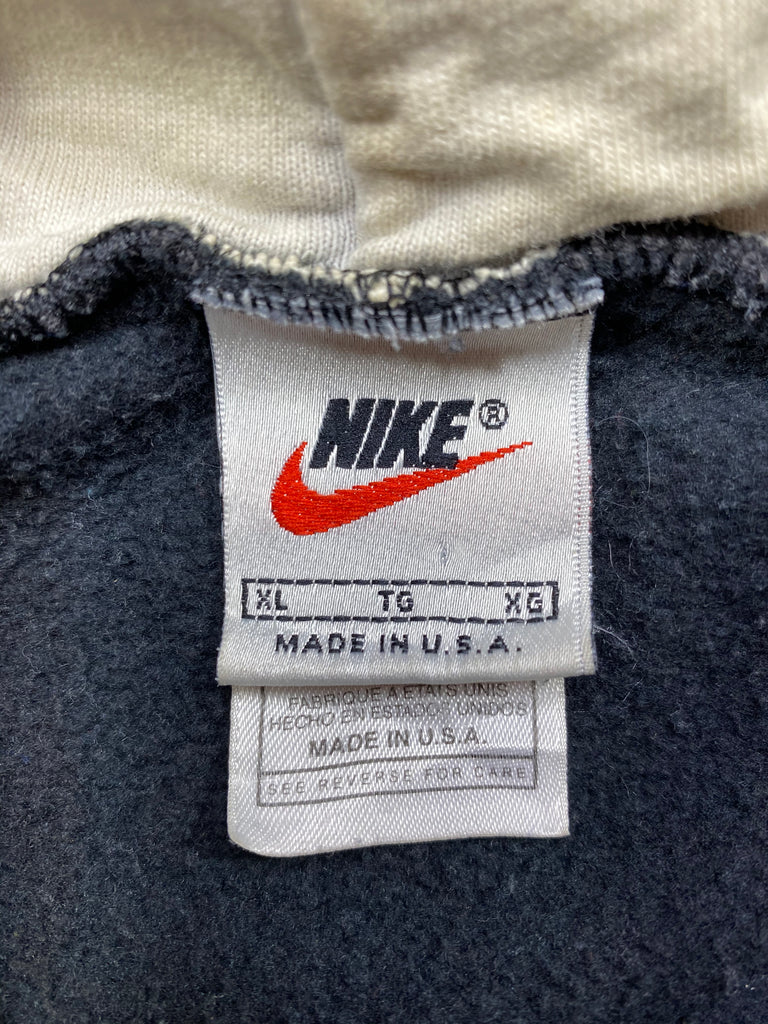 NIKE®
XL TG XG
MADE IN U.S.A.
FABRIQUE A ETATS UNIS
HECHO EN ESTADOS UNIDOS
MADE IN U.S.A.
SEE REVERSE FOR CARE